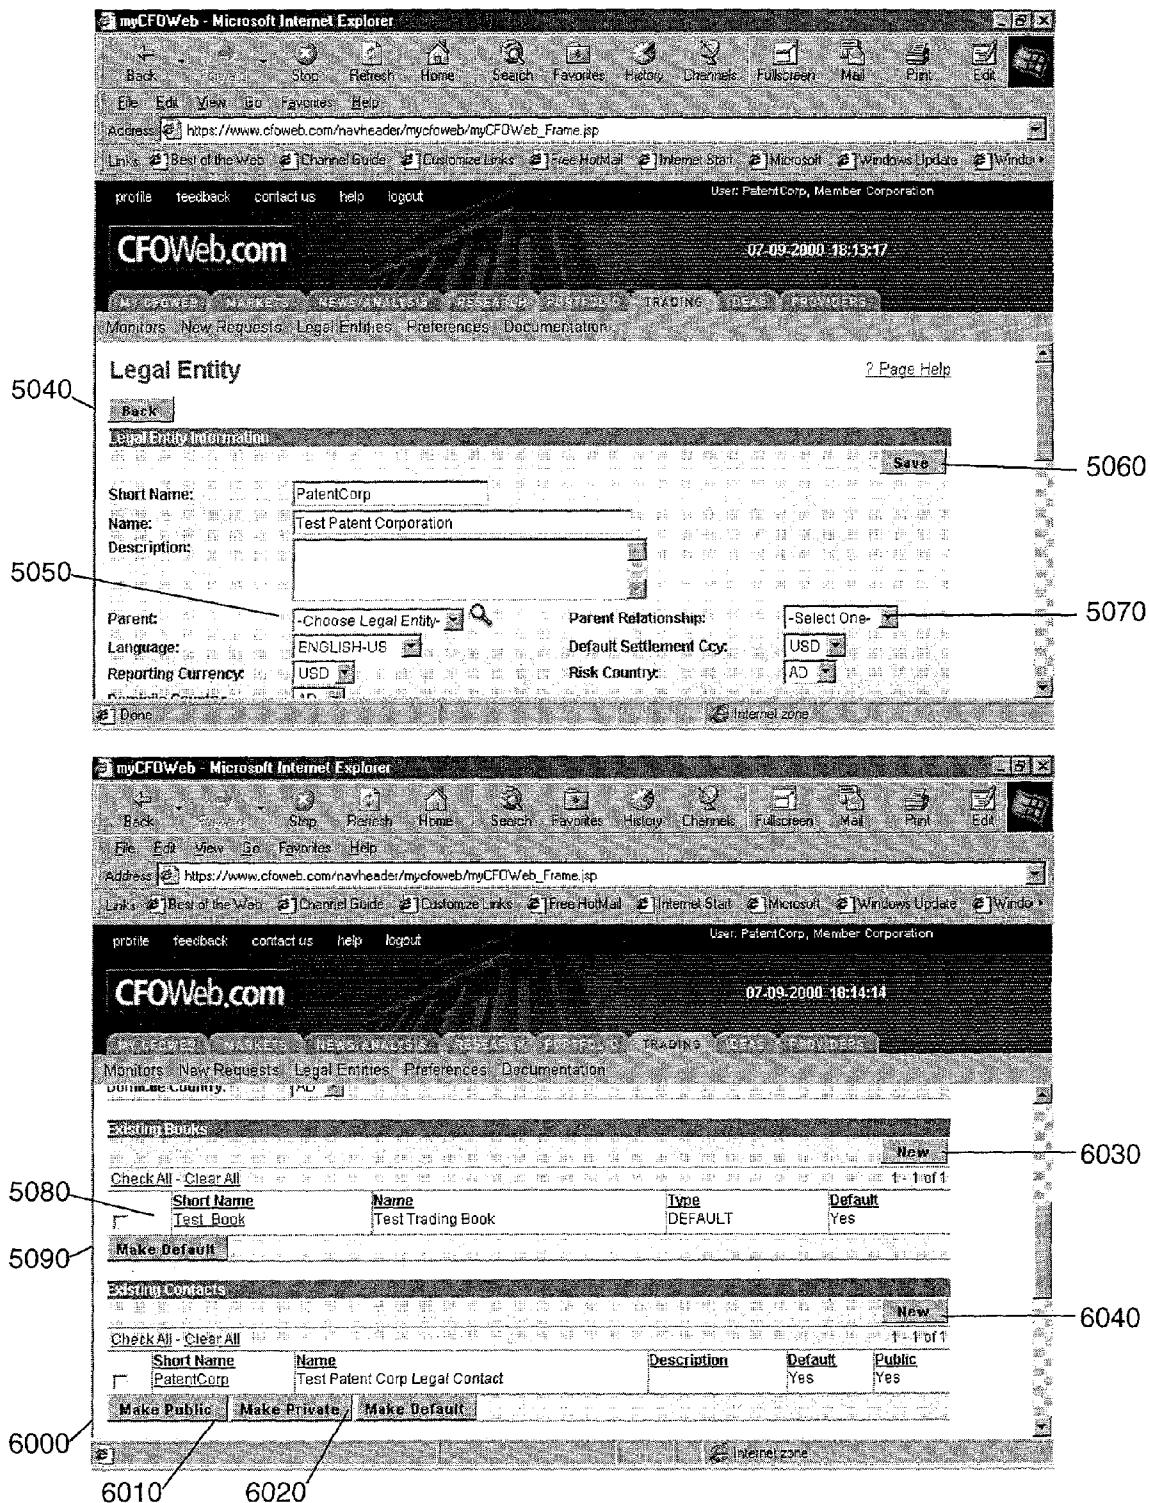 myCFOWeb - Microsoft Internet Explorer
Back Stop Refresh Home Search Favorites History Channels Fullscreen Mail Print Edit
File Edit View Go Favorites Help
Address https://www.cfoweb.com/navheader/mycfoweb/myCFOWeb_Frame.jsp
Links Best of the Web Channel Guide Customize Links Free HotMail Internet Start Microsoft Windows Update Windo
profile feedback contact us help logout User: PatentCorp, Member Corporation
CFOWeb.com 07-09-2000 18:13:17
MY CFOWEB MARKETS NEWS/ANALYSIS RESEARCH PORTFOLIO TRADING IDEAS PROVIDERS
Monitors New Requests Legal Entities Preferences Documentation
Legal Entity ? Page Help
5040
Back
Legal Entity Information
Save 5060
Short Name: PatentCorp
Name: Test Patent Corporation
Description:
5050
Parent: -Choose Legal Entity- Parent Relationship: -Select One- 5070
Language: ENGLISH-US Default Settlement Ccy: USD
Reporting Currency: USD Risk Country: AD
Domicile Country: AD
Done Internet zone
myCFOWeb - Microsoft Internet Explorer
Back Stop Refresh Home Search Favorites History Channels Fullscreen Mail Print Edit
File Edit View Go Favorites Help
Address https://www.cfoweb.com/navheader/mycfoweb/myCFOWeb_Frame.jsp
Links Best of the Web Channel Guide Customize Links Free HotMail Internet Start Microsoft Windows Update Windo
profile feedback contact us help logout User: PatentCorp, Member Corporation
CFOWeb.com 07-09-2000 18:14:14
MY CFOWEB MARKETS NEWS/ANALYSIS RESEARCH PORTFOLIO TRADING IDEAS PROVIDERS
Monitors New Requests Legal Entities Preferences Documentation
Domicile Country: AD
Existing Books
New 6030
Check All - Clear All 1 - 1 of 1
5080
Short Name Name Type Default
Test_Book Test Trading Book DEFAULT Yes
5090 Make Default
Existing Contacts
New 6040
Check All - Clear All 1 - 1 of 1
Short Name Name Description Default Public
PatentCorp Test Patent Corp Legal Contact Yes Yes
Make Public Make Private Make Default
6000
Internet zone
6010 6020